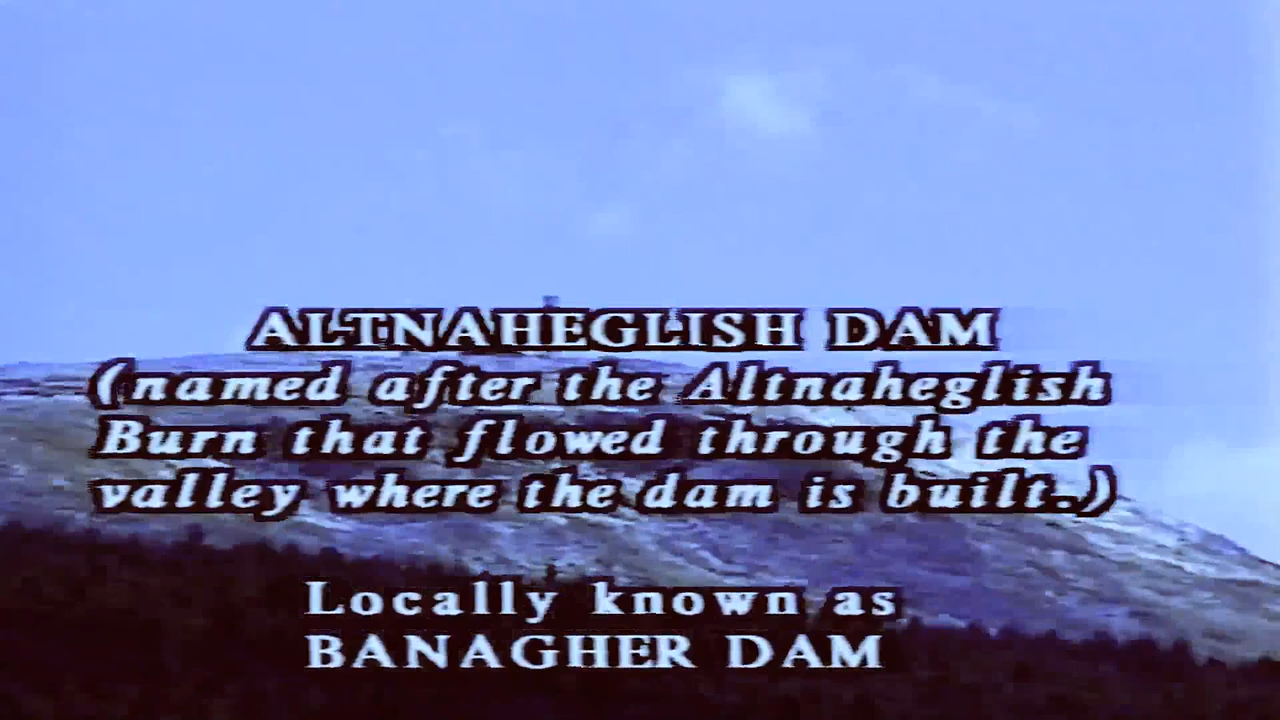 ALTNAHEGLISH DAM
(named after the Altnaheglish
Burn that flowed through the
valley where the dam is built.)
Locally known as
BANAGHER DAM